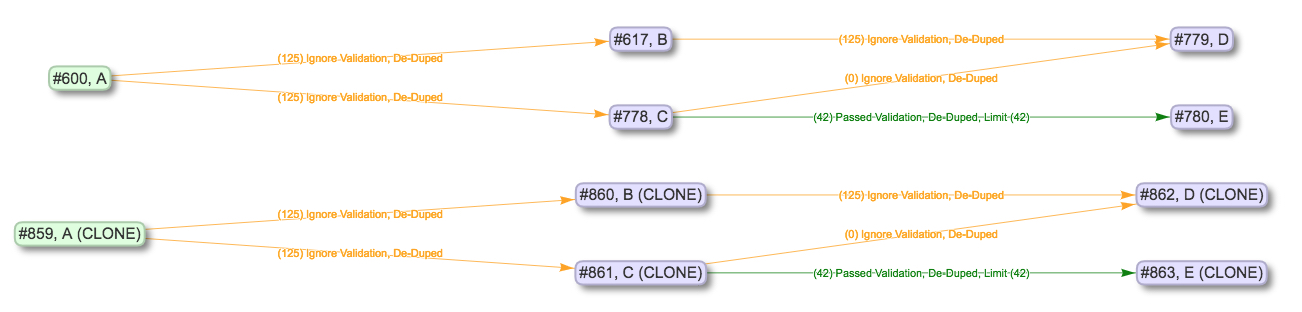 #617, B
(125) Ignore Validation, De-Duped
#779, D
(125) Ignore Validation, De-Duped
#600, A
(0) Ignore Validation, De-Duped
(125) Ignore Validation, De-Duped
#778, C
(42) Passed Validation, De-Duped, Limit (42)
#780, E
#860, B (CLONE)
(125) Ignore Validation, De-Duped
#862, D (CLONE)
(125) Ignore Validation, De-Duped
#859, A (CLONE)
(0) Ignore Validation, De-Duped
(125) Ignore Validation, De-Duped
#861, C (CLONE)
(42) Passed Validation, De-Duped, Limit (42)
#863, E (CLONE)